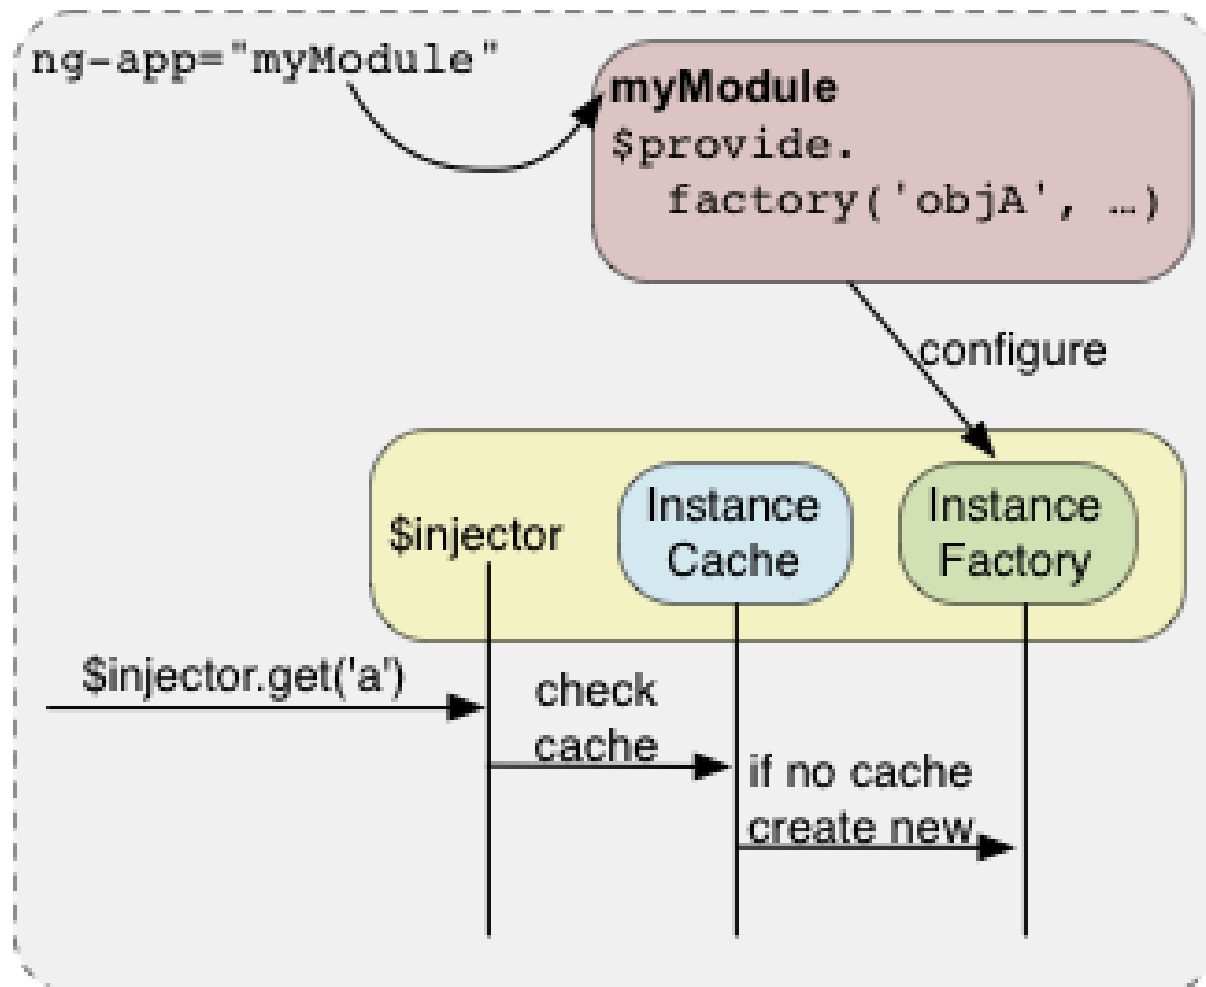 ng-app="myModule"
myModule
$provide.
factory('objA', …)
configure
$injector
Instance
Cache
Instance
Factory
$injector.get('a')
check
cache
if no cache
create new